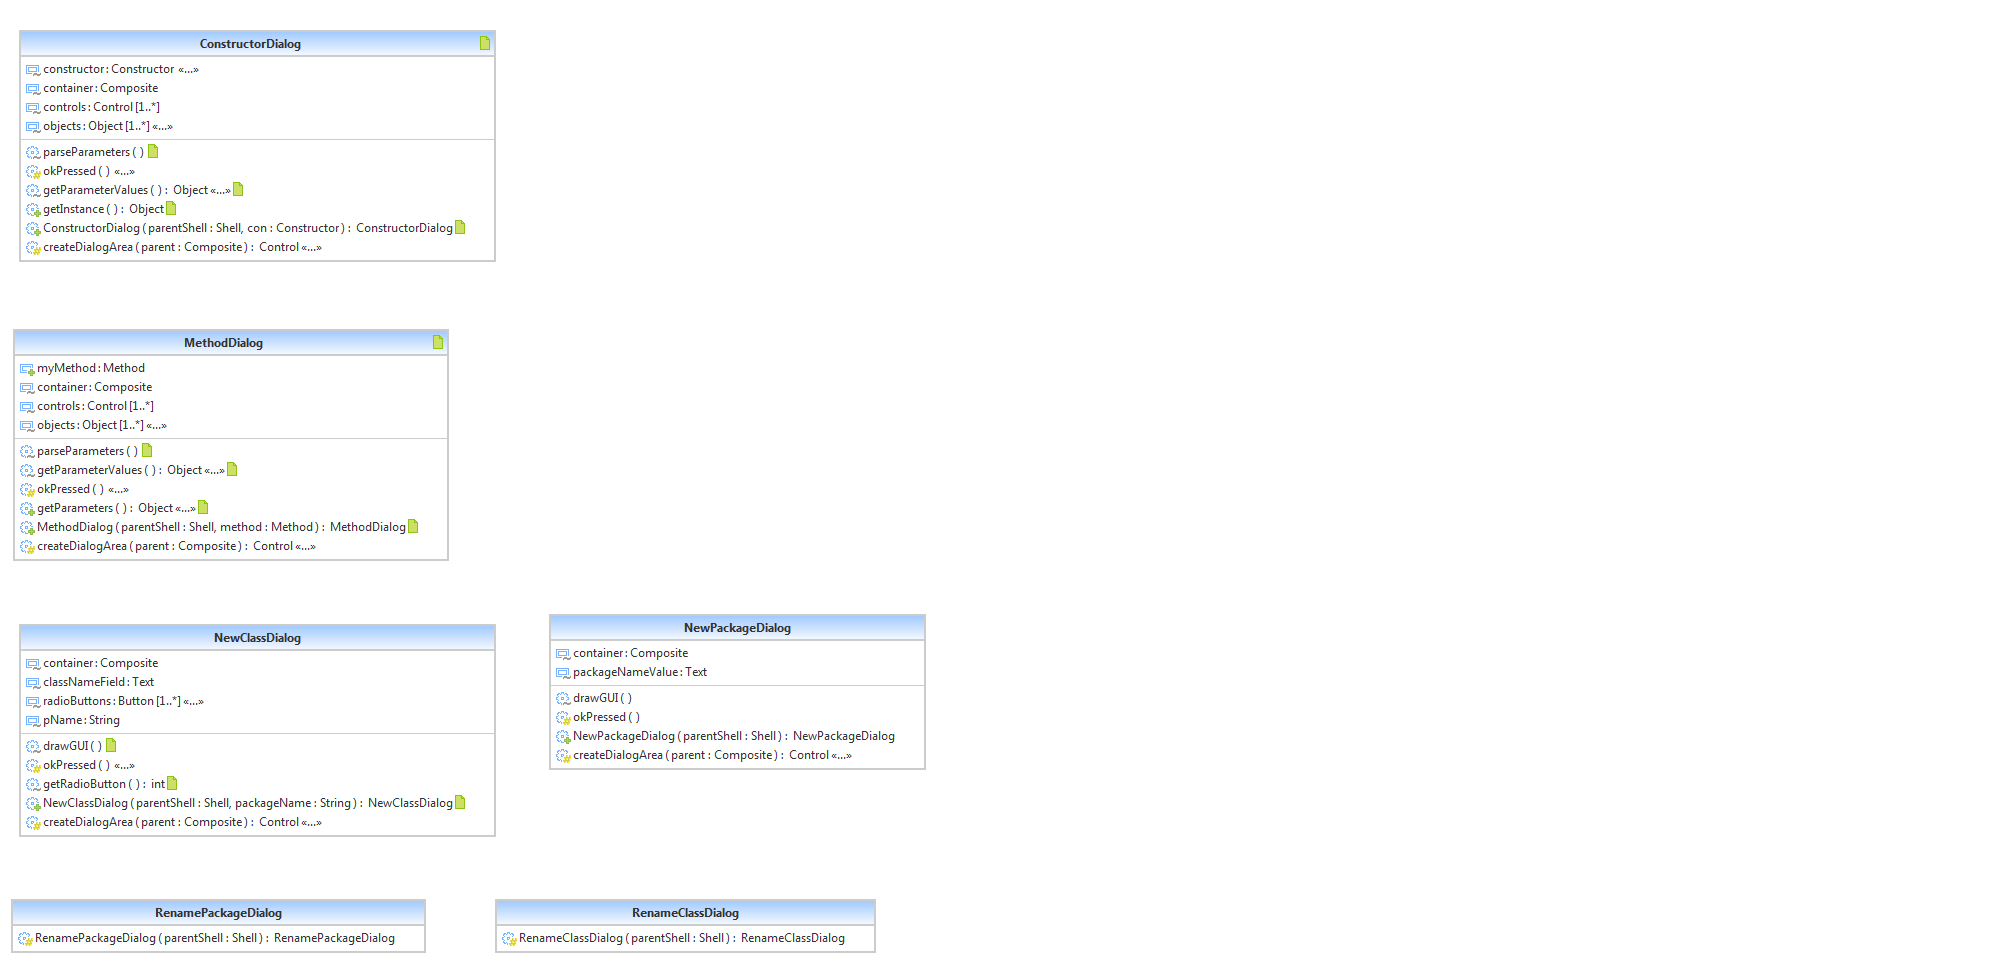 ConstructorDialog
constructor : Constructor «...»
container : Composite
controls : Control [1..*]
objects : Object [1..*] «...»
parseParameters ( )
okPressed ( ) «...»
getParameterValues ( ) : Object «...»
getInstance ( ) : Object
ConstructorDialog ( parentShell : Shell, con : Constructor ) : ConstructorDialog
createDialogArea ( parent : Composite ) : Control «...»
MethodDialog
myMethod : Method
container : Composite
controls : Control [1..*]
objects : Object [1..*] «...»
parseParameters ( )
getParameterValues ( ) : Object «...»
okPressed ( ) «...»
getParameters ( ) : Object «...»
MethodDialog ( parentShell : Shell, method : Method ) : MethodDialog
createDialogArea ( parent : Composite ) : Control «...»
NewClassDialog
container : Composite
classNameField : Text
radioButtons : Button [1..*] «...»
pName : String
drawGUI ( )
okPressed ( ) «...»
getRadioButton ( ) : int
NewClassDialog ( parentShell : Shell, packageName : String ) : NewClassDialog
createDialogArea ( parent : Composite ) : Control «...»
NewPackageDialog
container : Composite
packageNameValue : Text
drawGUI ( )
okPressed ( )
NewPackageDialog ( parentShell : Shell ) : NewPackageDialog
createDialogArea ( parent : Composite ) : Control «...»
RenamePackageDialog
RenamePackageDialog ( parentShell : Shell ) : RenamePackageDialog
RenameClassDialog
RenameClassDialog ( parentShell : Shell ) : RenameClassDialog